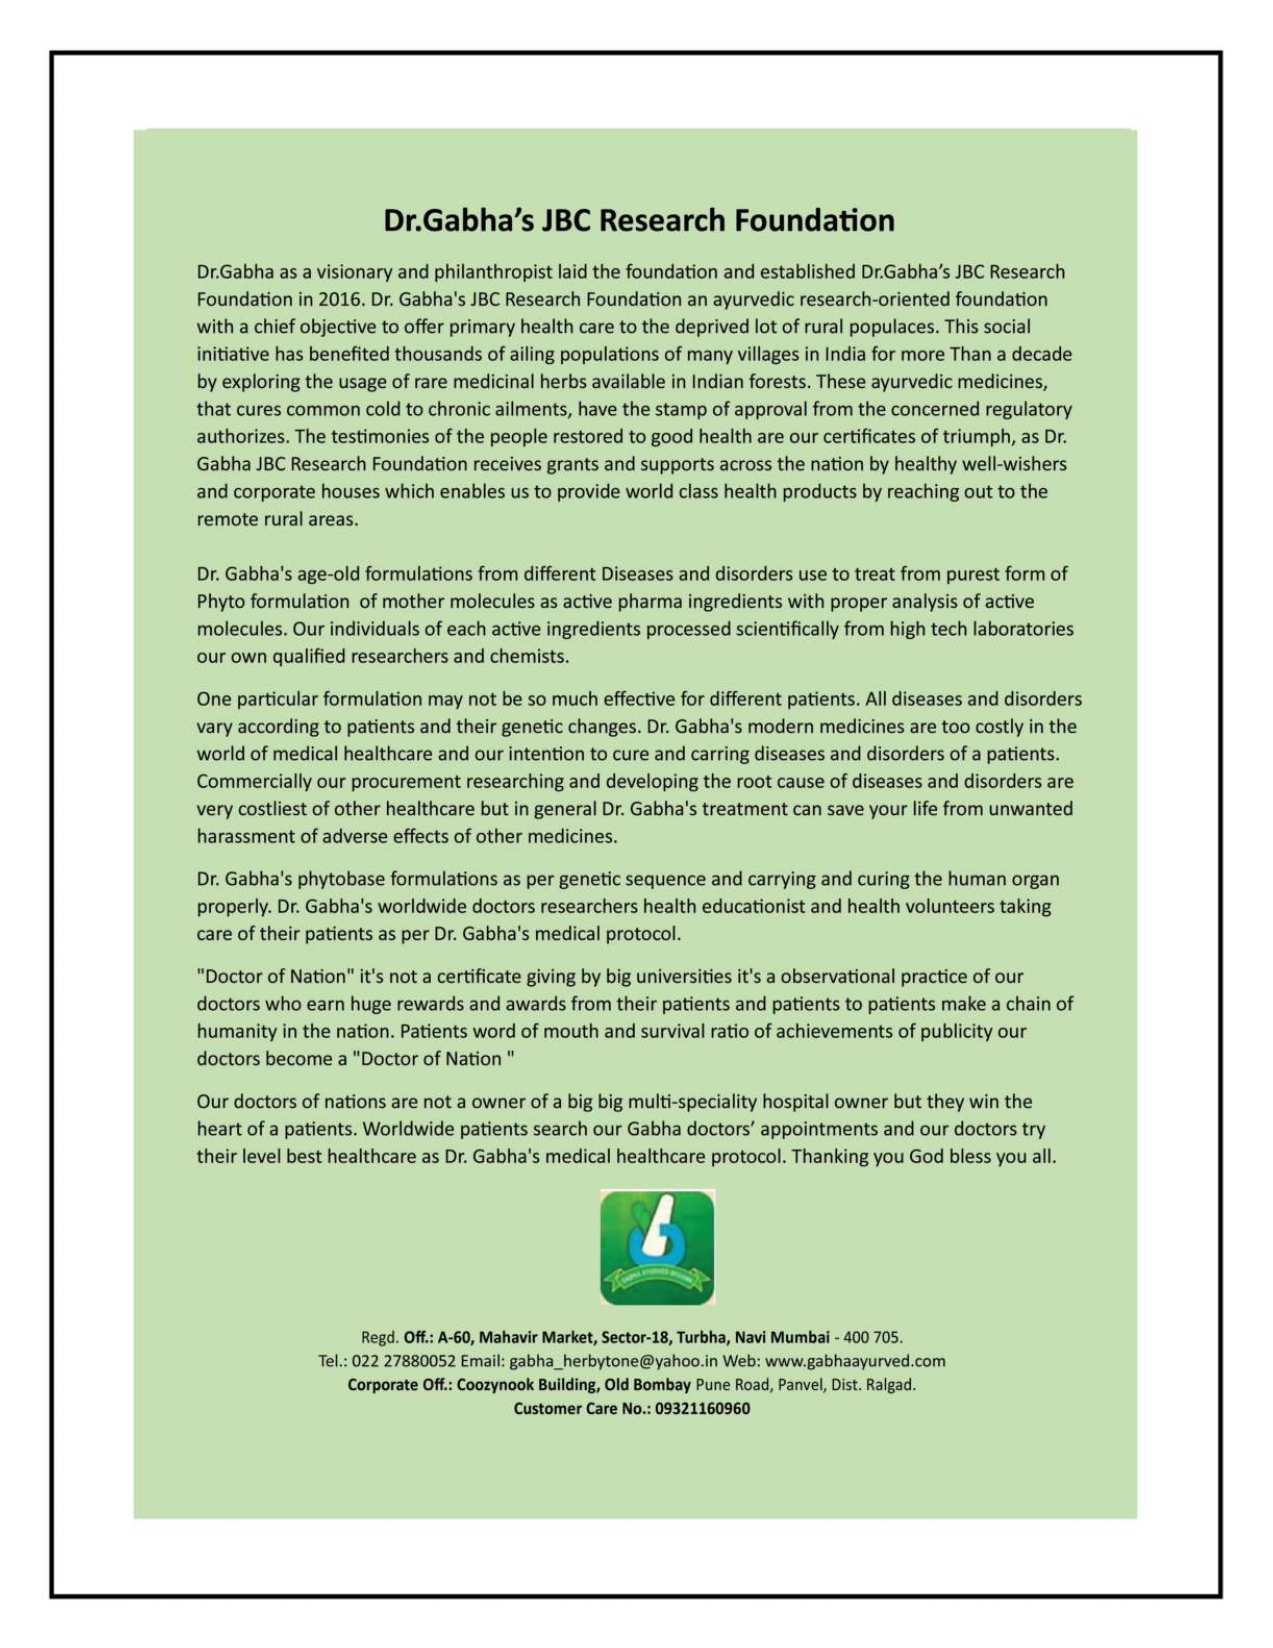 Dr.Gabha’s JBC Research Foundation
Dr.Gabha as a visionary and philanthropist laid the foundation and established Dr.Gabha’s JBC Research
Foundation in 2016. Dr. Gabha's JBC Research Foundation an ayurvedic research-oriented foundation
with a chief objective to offer primary health care to the deprived lot of rural populaces. This social
initiative has benefited thousands of ailing populations of many villages in India for more Than a decade
by exploring the usage of rare medicinal herbs available in Indian forests. These ayurvedic medicines,
that cures common cold to chronic ailments, have the stamp of approval from the concerned regulatory
authorizes. The testimonies of the people restored to good health are our certificates of triumph, as Dr.
Gabha JBC Research Foundation receives grants and supports across the nation by healthy well-wishers
and corporate houses which enables us to provide world class health products by reaching out to the
remote rural areas.
Dr. Gabha's age-old formulations from different Diseases and disorders use to treat from purest form of
Phyto formulation of mother molecules as active pharma ingredients with proper analysis of active
molecules. Our individuals of each active ingredients processed scientifically from high tech laboratories
our own qualified researchers and chemists.
One particular formulation may not be so much effective for different patients. All diseases and disorders
vary according to patients and their genetic changes. Dr. Gabha's modern medicines are too costly in the
world of medical healthcare and our intention to cure and carring diseases and disorders of a patients.
Commercially our procurement researching and developing the root cause of diseases and disorders are
very costliest of other healthcare but in general Dr. Gabha's treatment can save your life from unwanted
harassment of adverse effects of other medicines.
Dr. Gabha's phytobase formulations as per genetic sequence and carrying and curing the human organ
properly. Dr. Gabha's worldwide doctors researchers health educationist and health volunteers taking
care of their patients as per Dr. Gabha's medical protocol.
"Doctor of Nation" it's not a certificate giving by big universities it's a observational practice of our
doctors who earn huge rewards and awards from their patients and patients to patients make a chain of
humanity in the nation. Patients word of mouth and survival ratio of achievements of publicity our
doctors become a "Doctor of Nation "
Our doctors of nations are not a owner of a big big multi-speciality hospital owner but they win the
heart of a patients. Worldwide patients search our Gabha doctors’ appointments and our doctors try
their level best healthcare as Dr. Gabha's medical healthcare protocol. Thanking you God bless you all.
Regd. Off.: A-60, Mahavir Market, Sector-18, Turbha, Navi Mumbai - 400 705.
Tel.: 022 27880052 Email: gabha_herbytone@yahoo.in Web: www.gabhaayurved.com
Corporate Off.: Coozynook Building, Old Bombay Pune Road, Panvel, Dist. Ralgad.
Customer Care No.: 09321160960